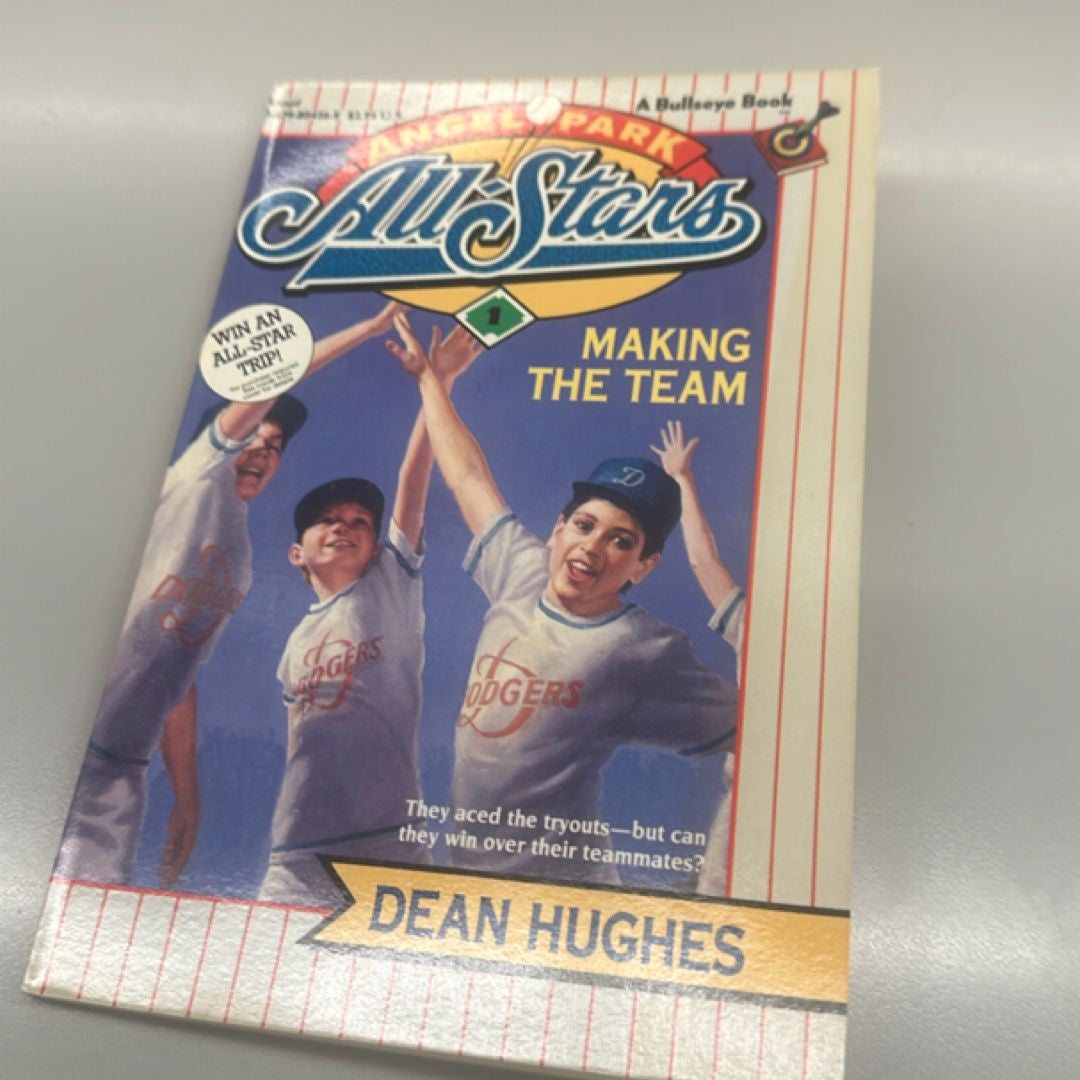 A Bullseye Book
ANGEL PARK
All-Stars
1
MAKING
THE TEAM
WIN AN
ALL-STAR
TRIP!
D
DODGERS
DODGERS
DODGERS
They aced the tryouts—but can
they win over their teammates?
DEAN HUGHES